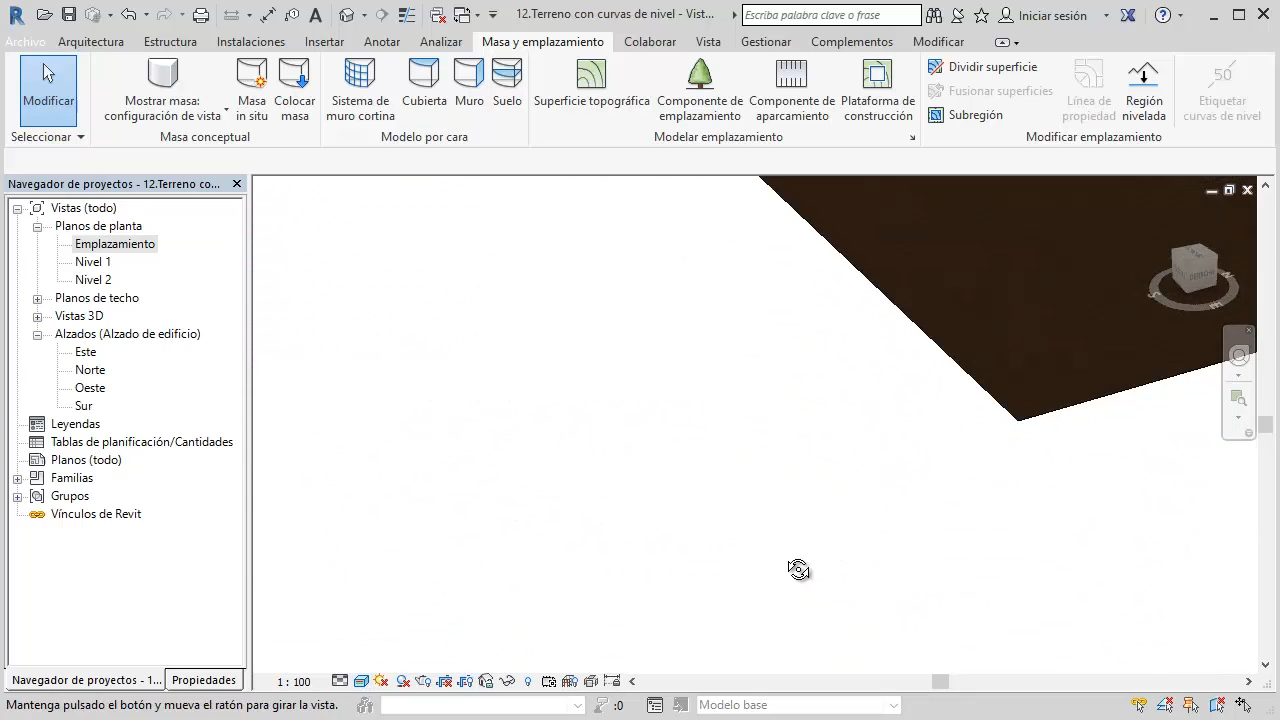 12.Terreno con curvas de nivel - Vist...
Escriba palabra clave o frase
Iniciar sesión
Archivo
Arquitectura
Estructura
Instalaciones
Insertar
Anotar
Analizar
Masa y emplazamiento
Colaborar
Vista
Gestionar
Complementos
Modificar
Modificar
Mostrar masa:
configuración de vista
Masa
in situ
Colocar
masa
Sistema de
muro cortina
Cubierta
Muro
Suelo
Superficie topográfica
Componente de
emplazamiento
Componente de
aparcamiento
Plataforma de
construcción
Dividir superficie
Fusionar superficies
Subregión
Línea de
propiedad
Región
nivelada
50
Etiquetar
curvas de nivel
Seleccionar
Masa conceptual
Modelo por cara
Modelar emplazamiento
Modificar emplazamiento
Navegador de proyectos - 12.Terreno co...
Vistas (todo)
Planos de planta
Emplazamiento
Nivel 1
Nivel 2
Planos de techo
Vistas 3D
Alzados (Alzado de edificio)
Este
Norte
Oeste
Sur
Leyendas
Tablas de planificación/Cantidades
Planos (todo)
Familias
Grupos
Vínculos de Revit
Navegador de proyectos - 1...
Propiedades
1 : 100
Mantenga pulsado el botón y mueva el ratón para girar la vista.
:0
Modelo base